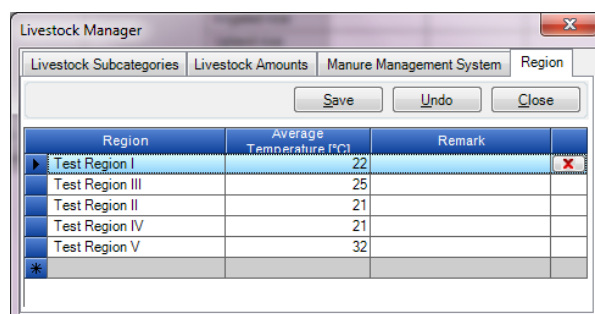 Livestock Manager
Livestock Subcategories Livestock Amounts Manure Management System Region
Save Undo Close
Region Average Temperature [°C] Remark
Test Region I 22
Test Region III 25
Test Region II 21
Test Region IV 21
Test Region V 32